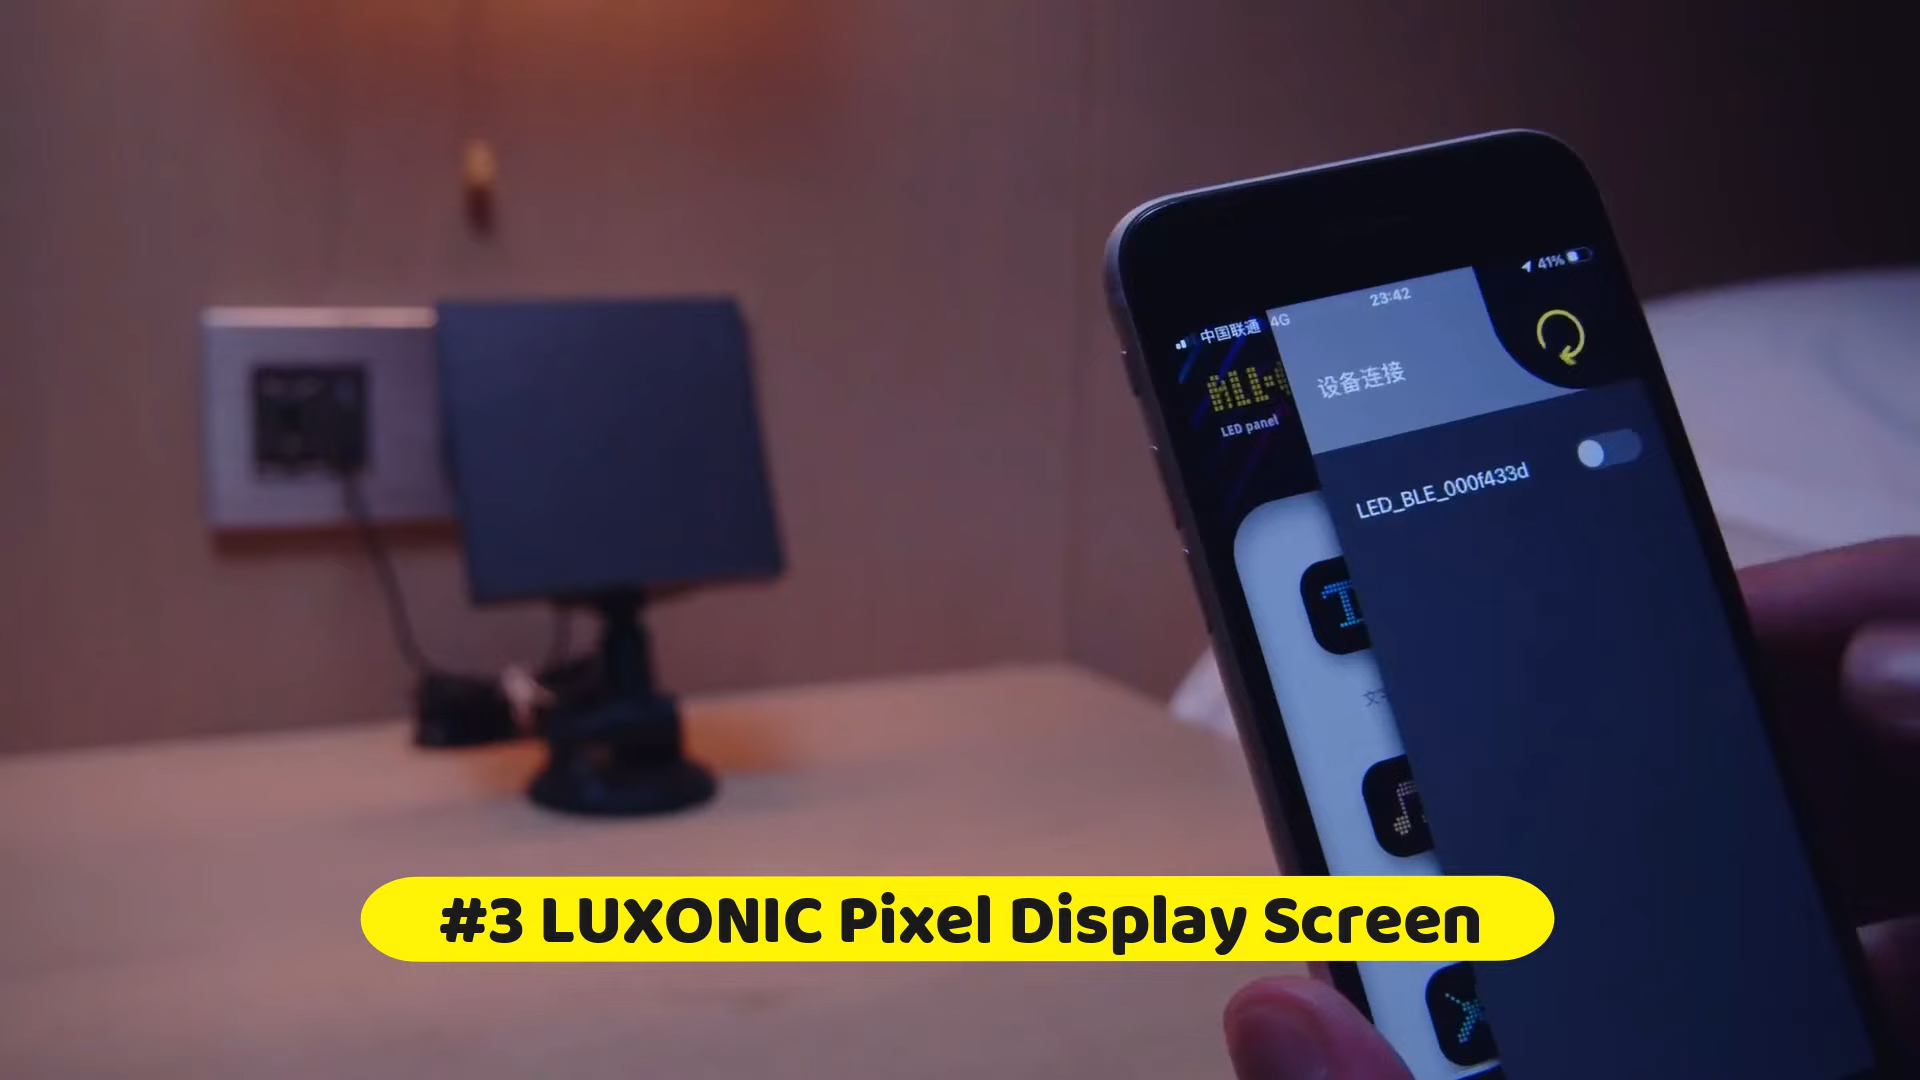 41%
23:42
中国联通 4G
设备连接
LED panel
LED_BLE_000f433d
#3 LUXONIC Pixel Display Screen